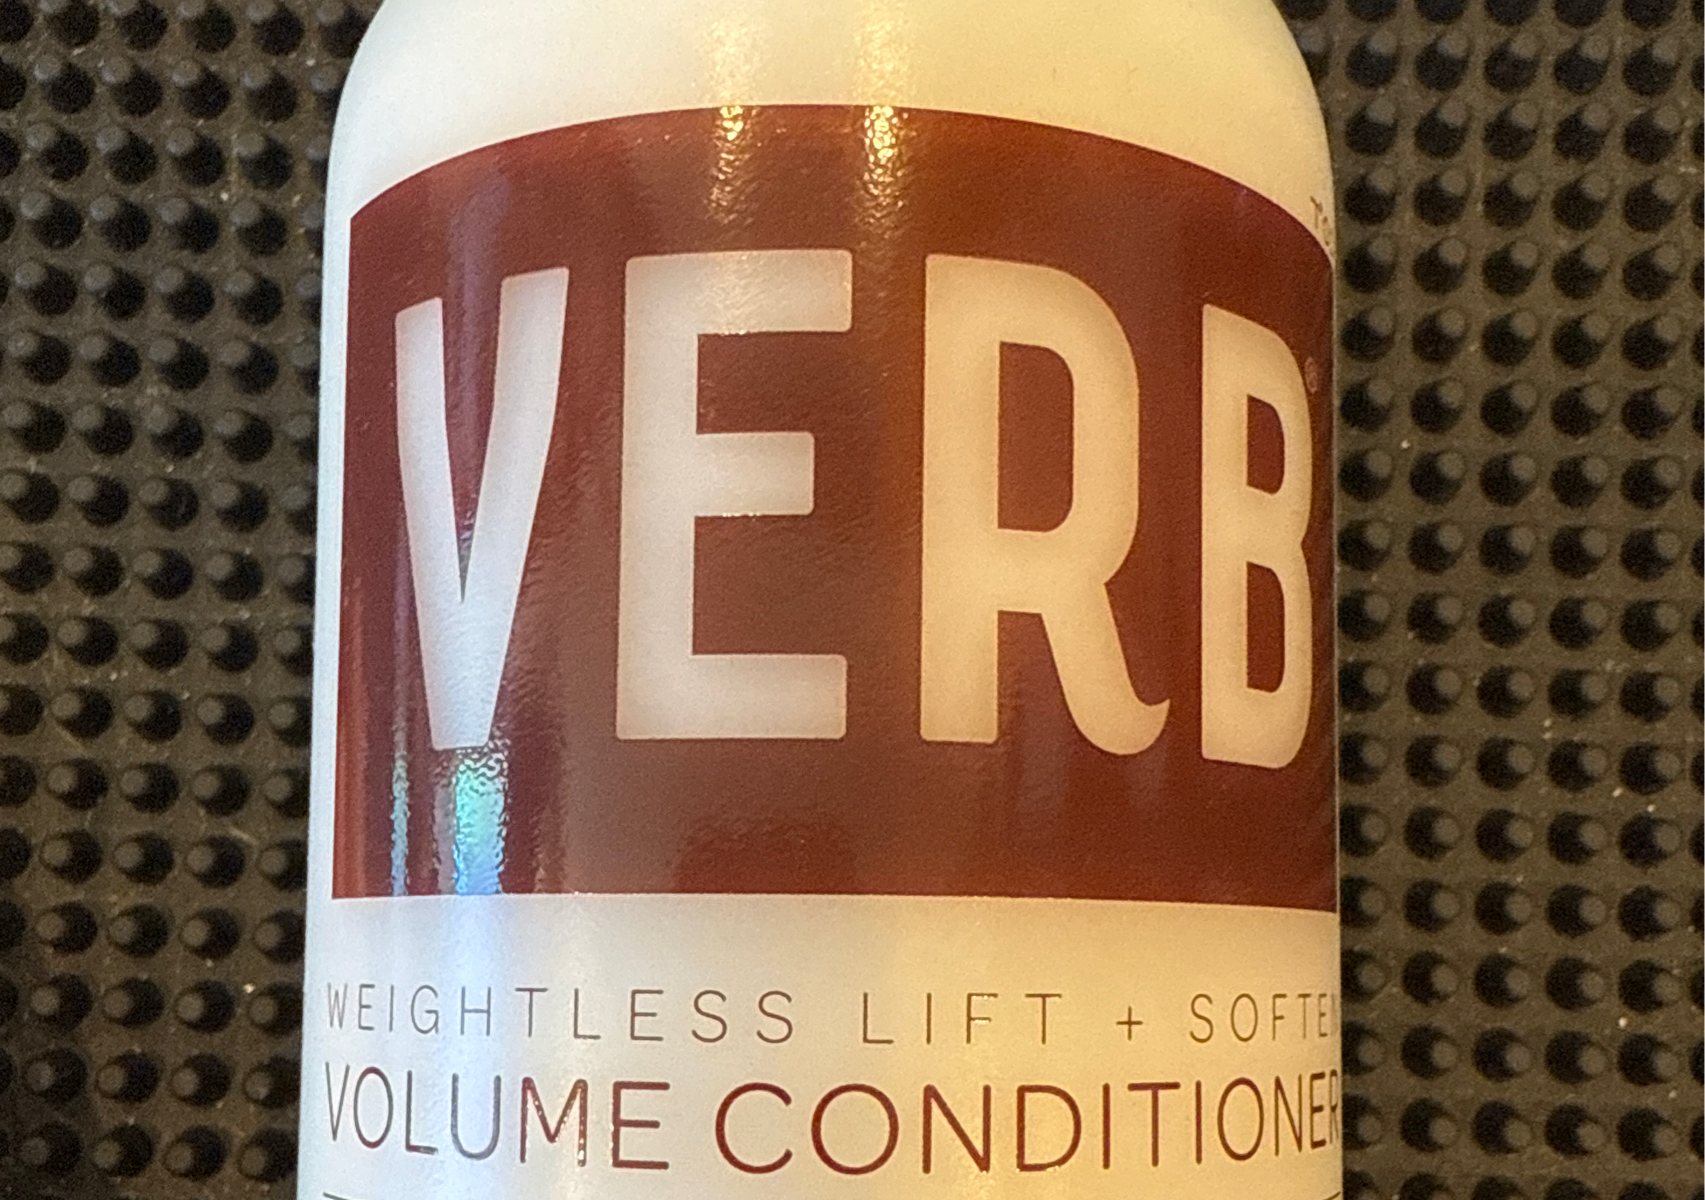 VERB®
WEIGHTLESS LIFT + SOFTEN
VOLUME CONDITIONER